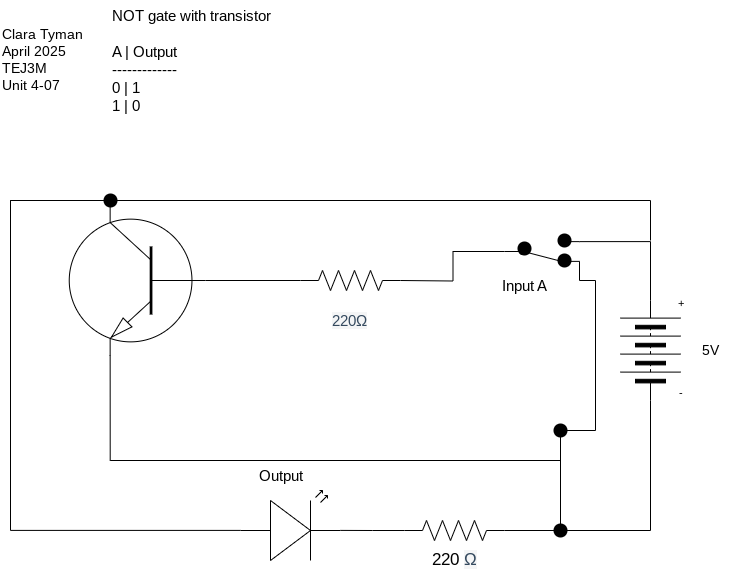 NOT gate with transistor
Clara Tyman
April 2025
TEJ3M
Unit 4-07
A | Output
-------------
0 | 1
1 | 0
Input A
220Ω
+
5V
-
Output
220 Ω